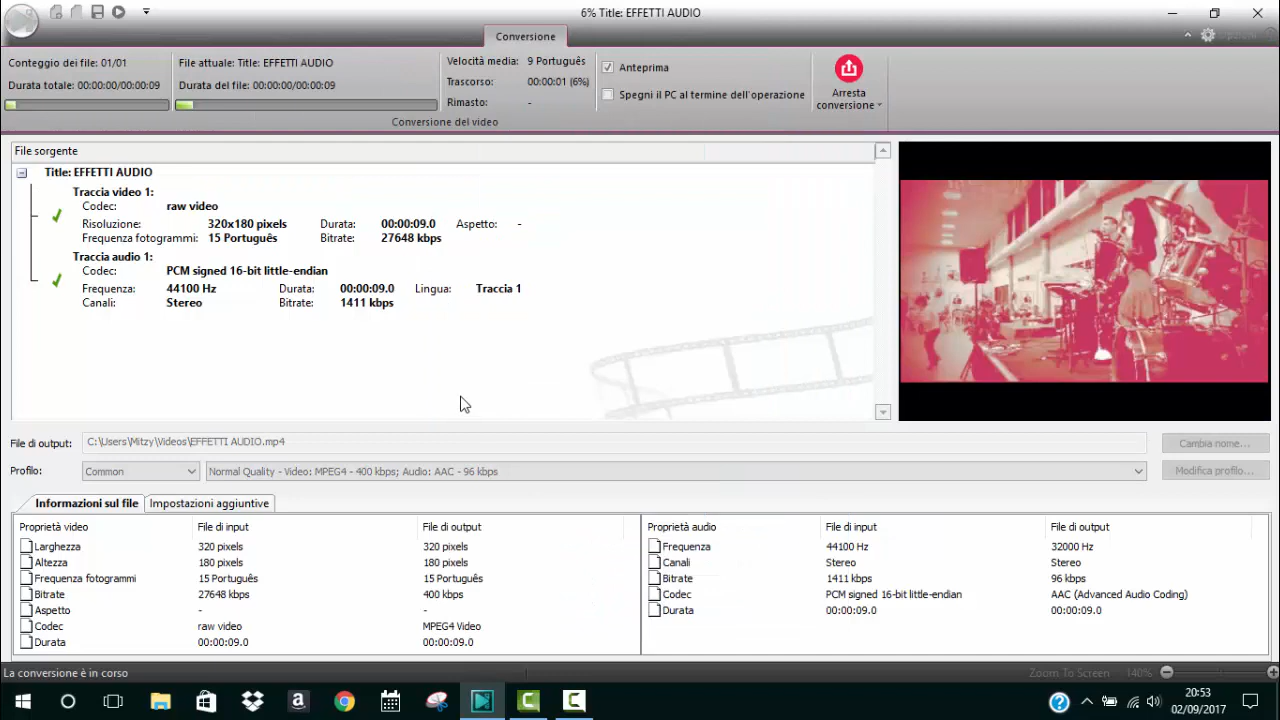 6% Title: EFFETTI AUDIO
Conversione
Conteggio dei file: 01/01
Durata totale: 00:00:00/00:00:09
File attuale: Title: EFFETTI AUDIO
Durata del file: 00:00:00/00:00:09
Velocità media: 9 Português
Trascorso: 00:00:01 (6%)
Rimasto: -
Anteprima
Spegni il PC al termine dell'operazione
Arresta
conversione
Conversione del video
File sorgente
Title: EFFETTI AUDIO
Traccia video 1:
Codec: raw video
Risoluzione: 320x180 pixels Durata: 00:00:09.0 Aspetto: -
Frequenza fotogrammi: 15 Português Bitrate: 27648 kbps
Traccia audio 1:
Codec: PCM signed 16-bit little-endian
Frequenza: 44100 Hz Durata: 00:00:09.0 Lingua: Traccia 1
Canali: Stereo Bitrate: 1411 kbps
File di output: C:\Users\Mitzy\Videos\EFFETTI AUDIO.mp4 Cambia nome...
Profilo: Common Normal Quality - Video: MPEG4 - 400 kbps; Audio: AAC - 96 kbps Modifica profilo...
Informazioni sul file Impostazioni aggiuntive
Proprietà video File di input File di output
Larghezza 320 pixels 320 pixels
Altezza 180 pixels 180 pixels
Frequenza fotogrammi 15 Português 15 Português
Bitrate 27648 kbps 400 kbps
Aspetto - -
Codec raw video MPEG4 Video
Durata 00:00:09.0 00:00:09.0
Proprietà audio File di input File di output
Frequenza 44100 Hz 32000 Hz
Canali Stereo Stereo
Bitrate 1411 kbps 96 kbps
Codec PCM signed 16-bit little-endian AAC (Advanced Audio Coding)
Durata 00:00:09.0 00:00:09.0
La conversione è in corso
Zoom To Screen 140%
20:53
02/09/2017